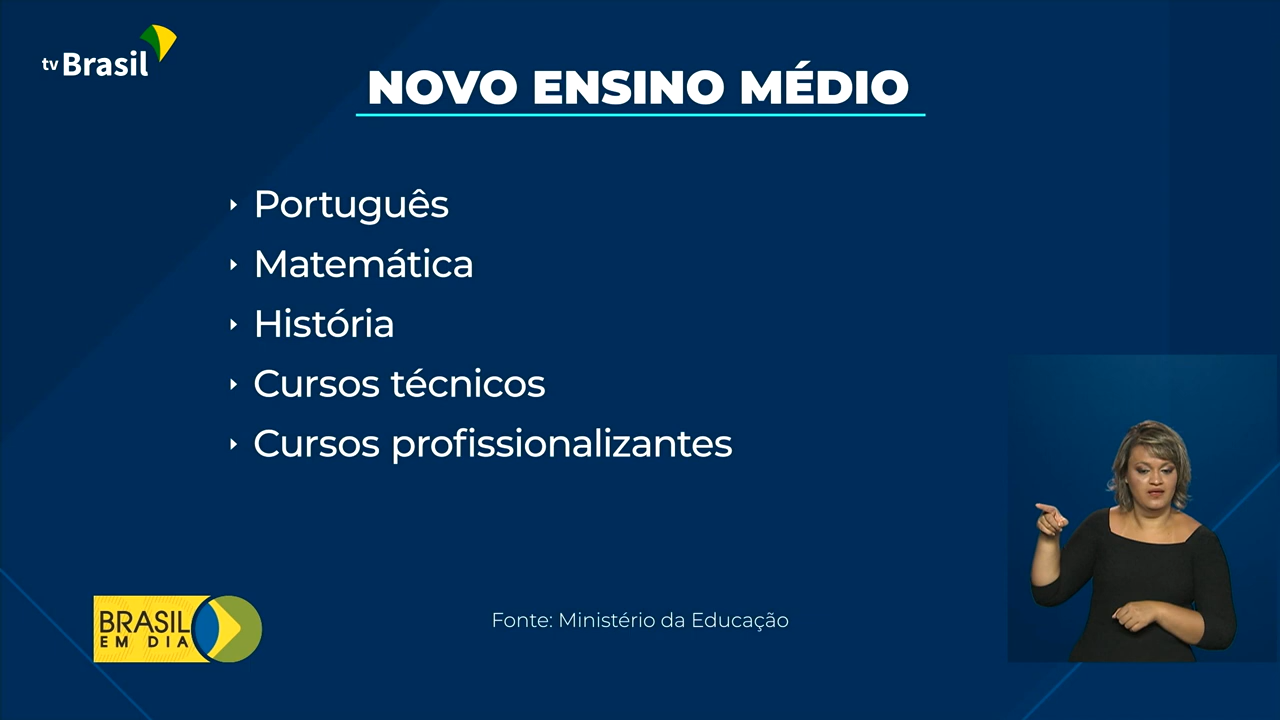 tv Brasil
NOVO ENSINO MÉDIO
Português
Matemática
História
Cursos técnicos
Cursos profissionalizantes
BRASIL
EM DIA
Fonte: Ministério da Educação